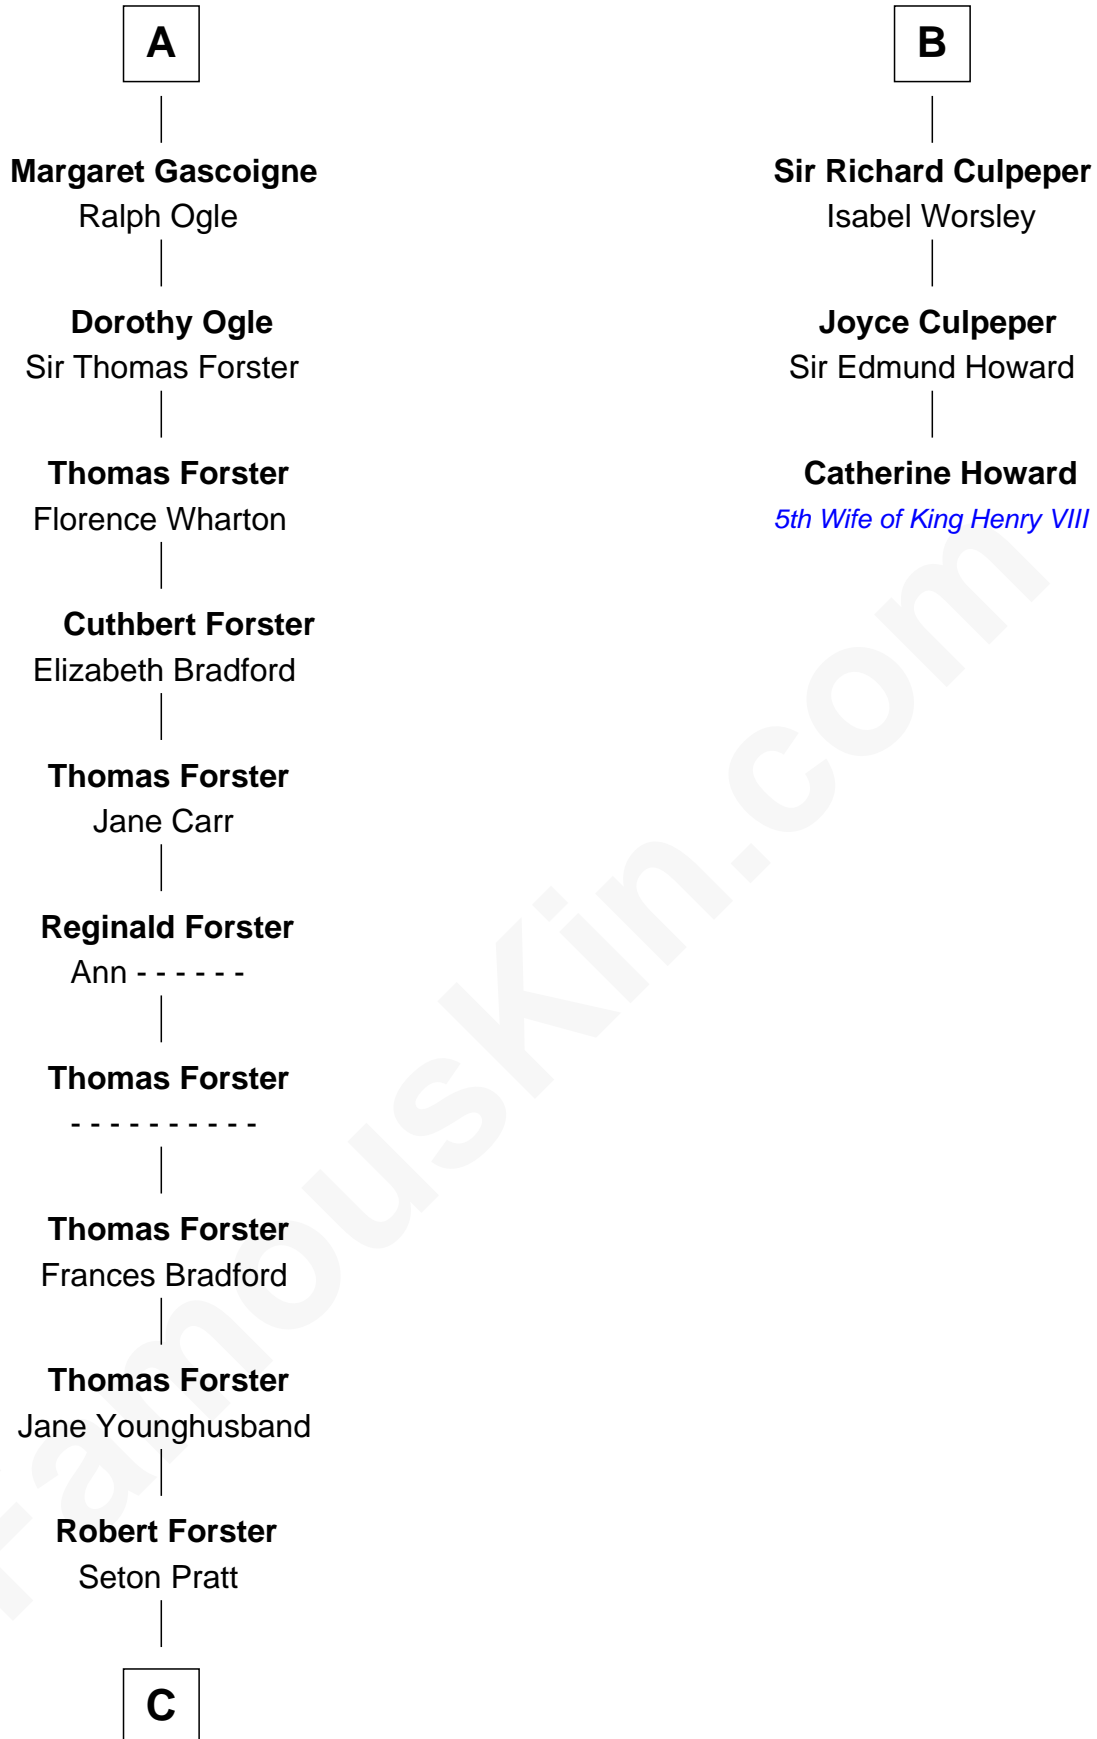 A
Margaret Gascoigne
Ralph Ogle
Dorothy Ogle
Sir Thomas Forster
Thomas Forster
Florence Wharton
Cuthbert Forster
Elizabeth Bradford
Thomas Forster
Jane Carr
Reginald Forster
Ann - - - - - -
Thomas Forster
- - - - - - - - - -
Thomas Forster
Frances Bradford
Thomas Forster
Jane Younghusband
Robert Forster
Seton Pratt
C
B
Sir Richard Culpeper
Isabel Worsley
Joyce Culpeper
Sir Edmund Howard
Catherine Howard
5th Wife of King Henry VIII
FamousKin.com